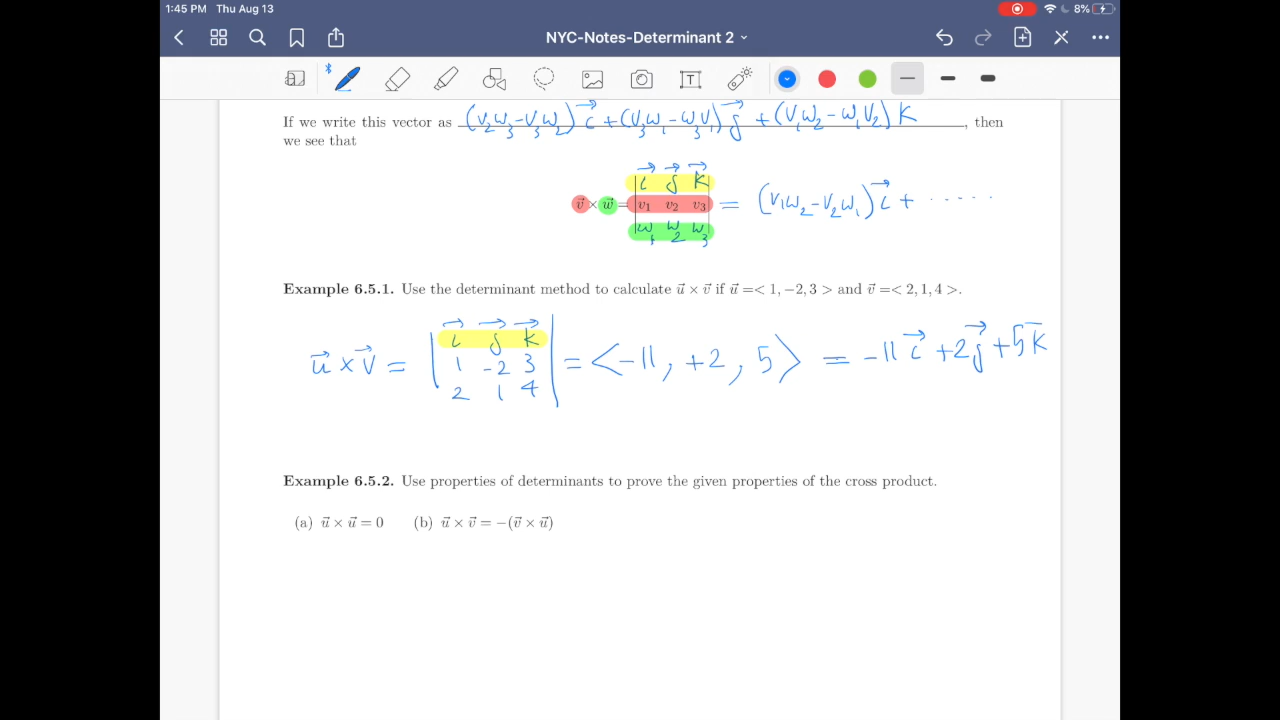 1:45 PM Thu Aug 13
8%
NYC-Notes-Determinant 2
If we write this vector as (v₂w₃-v₃w₂)i⃗ + (v₃w₁-w₃v₁)j⃗ + (v₁w₂-w₁v₂)k, then
we see that
i⃗ j⃗ k⃗
v⃗ × w⃗ = |v₁ v₂ v₃| = (v₁w₂-v₂w₁)i⃗ + ......
w₁ w₂ w₃
Example 6.5.1. Use the determinant method to calculate u⃗ × v⃗ if u⃗ =< 1, −2, 3 > and v⃗ =< 2, 1, 4 >.
i⃗ j⃗ k⃗
u⃗ × v⃗ = | 1 -2 3 | = <-11, +2, 5> = -11 i⃗ + 2 j⃗ + 5 k̄
2 1 4
Example 6.5.2. Use properties of determinants to prove the given properties of the cross product.
(a) u⃗ × u⃗ = 0 (b) u⃗ × v⃗ = −(v⃗ × u⃗)